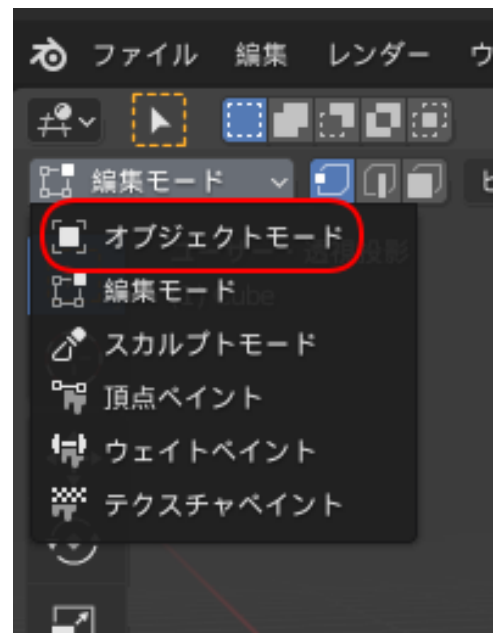 ファイル 編集 レンダー ウ
編集モード
オブジェクトモード
編集モード
スカルプトモード
頂点ペイント
ウェイトペイント
テクスチャペイント